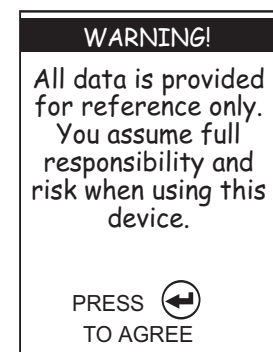 WARNING!
All data is provided
for reference only.
You assume full
responsibility and
risk when using this
device.
PRESS
TO AGREE